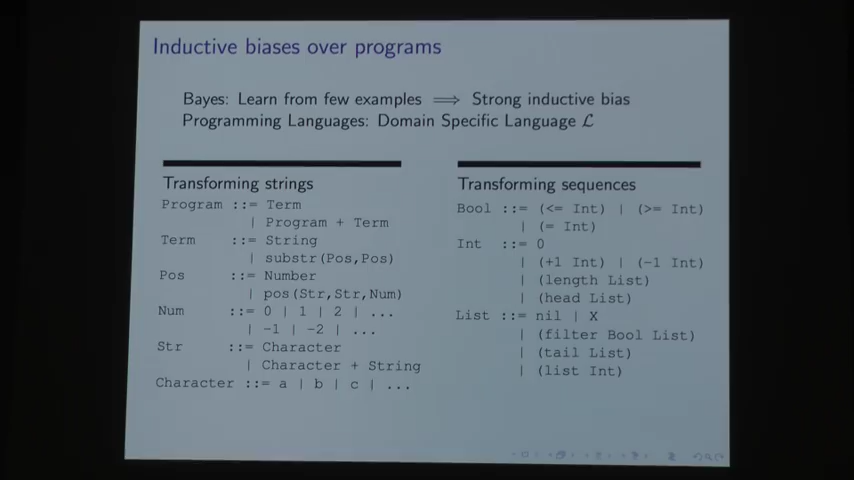 Inductive biases over programs
Bayes: Learn from few examples ⟹ Strong inductive bias
Programming Languages: Domain Specific Language ℒ
Transforming strings
Program ::= Term
| Program + Term
Term ::= String
| substr(Pos,Pos)
Pos ::= Number
| pos(Str,Str,Num)
Num ::= 0 | 1 | 2 | ...
| -1 | -2 | ...
Str ::= Character
| Character + String
Character ::= a | b | c | ...
Transforming sequences
Bool ::= (<= Int) | (>= Int)
| (= Int)
Int ::= 0
| (+1 Int) | (-1 Int)
| (length List)
| (head List)
List ::= nil | X
| (filter Bool List)
| (tail List)
| (list Int)